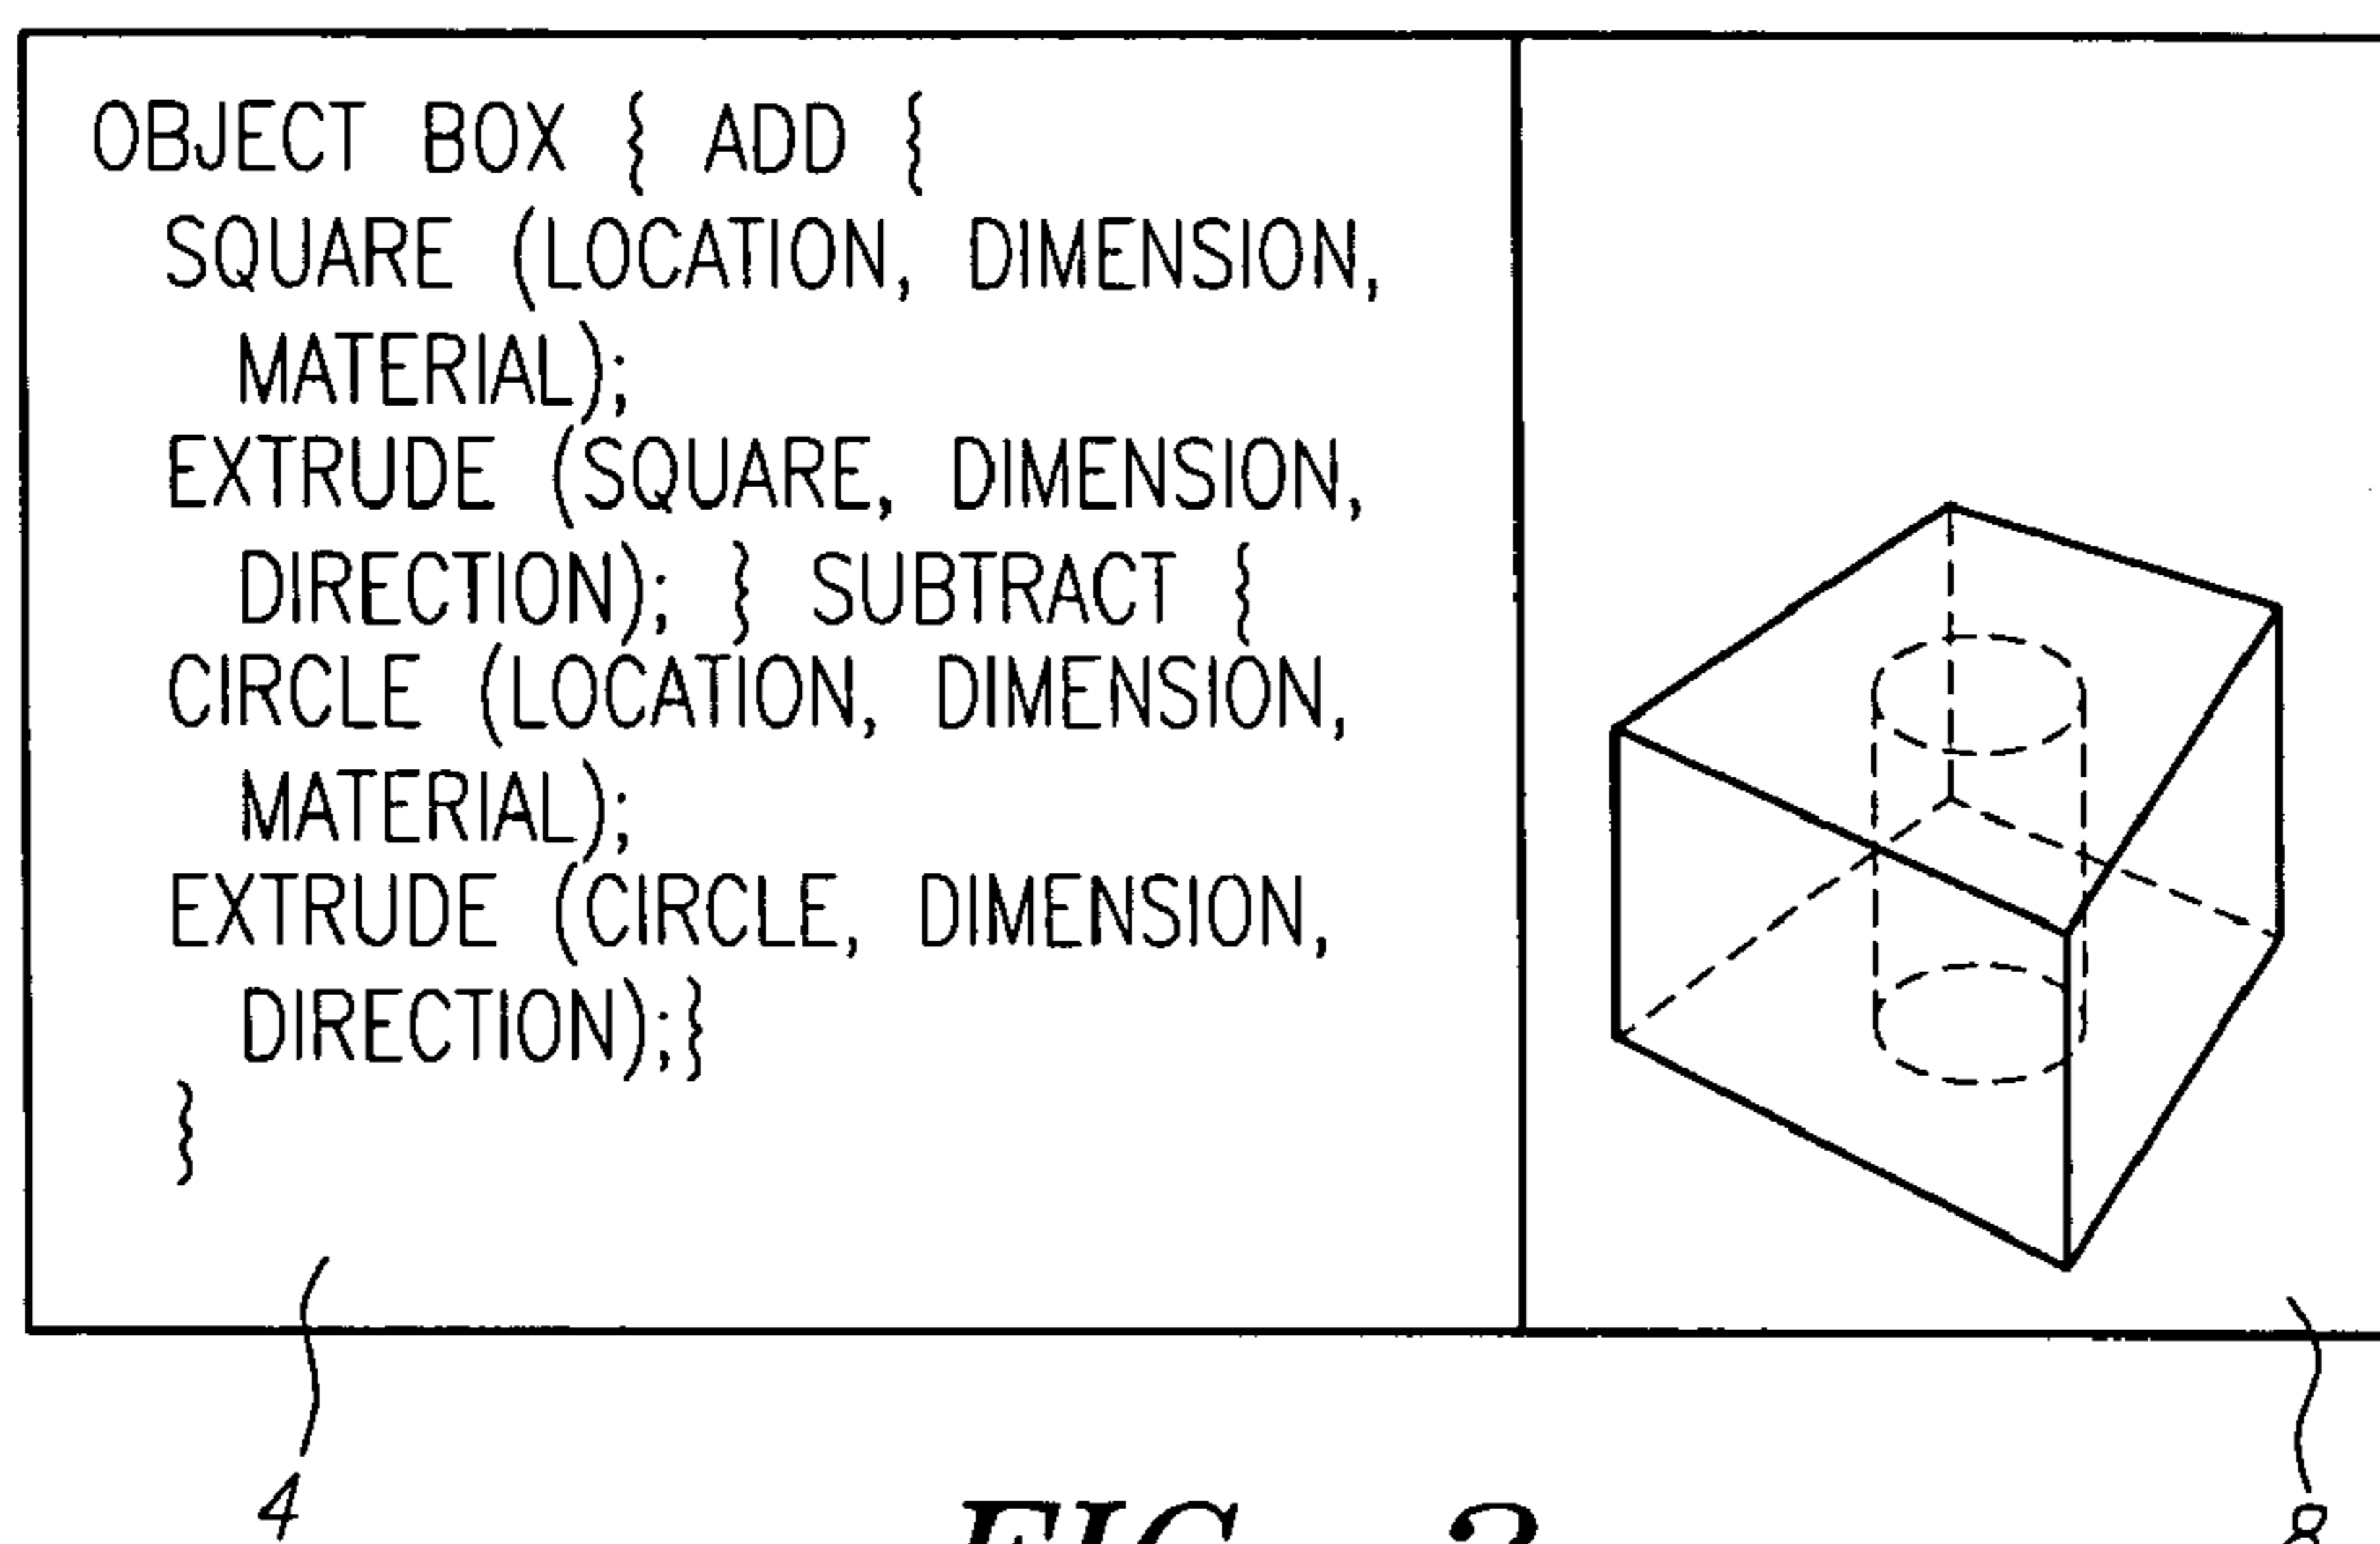 OBJECT BOX { ADD {
SQUARE (LOCATION, DIMENSION,
MATERIAL);
EXTRUDE (SQUARE, DIMENSION,
DIRECTION); } SUBTRACT {
CIRCLE (LOCATION, DIMENSION,
MATERIAL);
EXTRUDE (CIRCLE, DIMENSION,
DIRECTION);}
}
4
8
FIG.